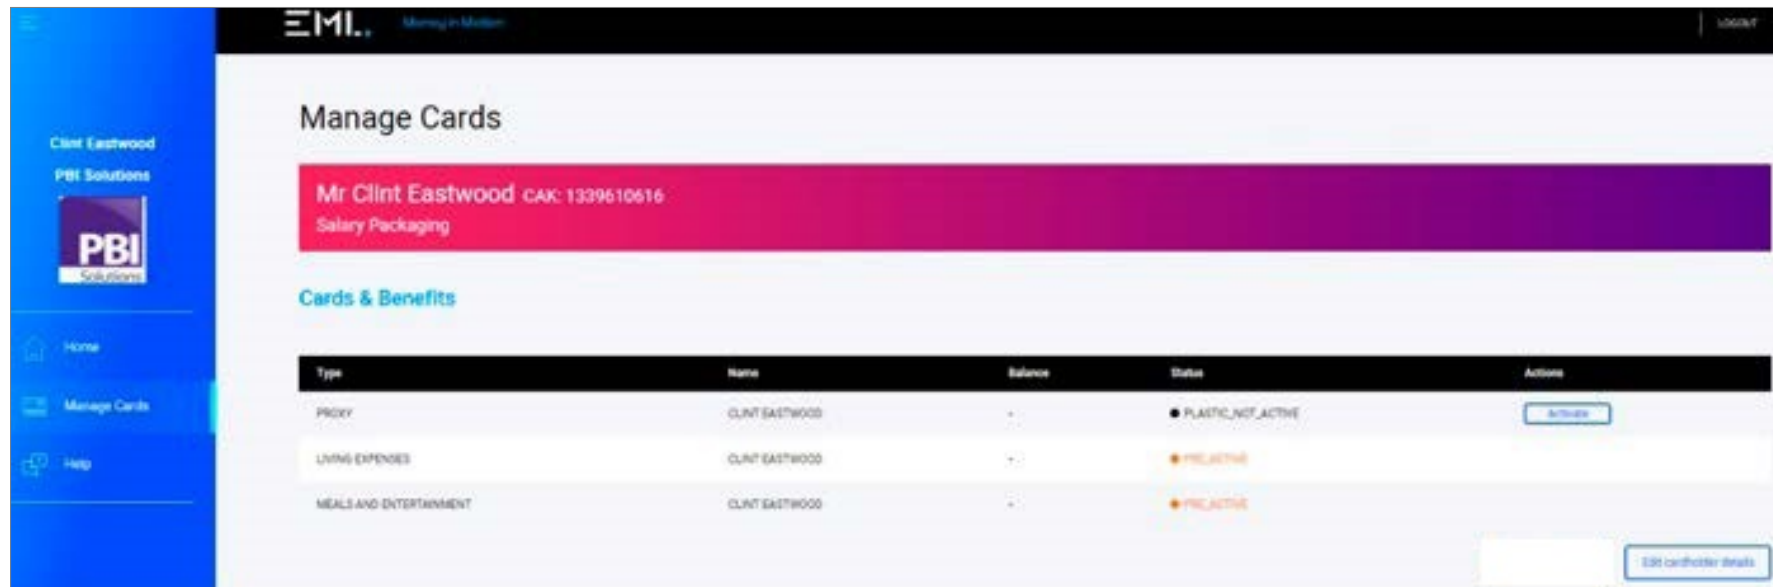 EML. Money in Motion LOGOUT
Clint Eastwood
PBI Solutions
PBI
Solutions
Home
Manage Cards
Help
Manage Cards
Mr Clint Eastwood CAK: 1339610616
Salary Packaging
Cards & Benefits
Type Name Balance Status Actions
PROXY CLINT EASTWOOD - PLASTIC_NOT_ACTIVE Activate
LIVING EXPENSES CLINT EASTWOOD - PRE_ACTIVE
MEALS AND ENTERTAINMENT CLINT EASTWOOD - PRE_ACTIVE
Edit cardholder details